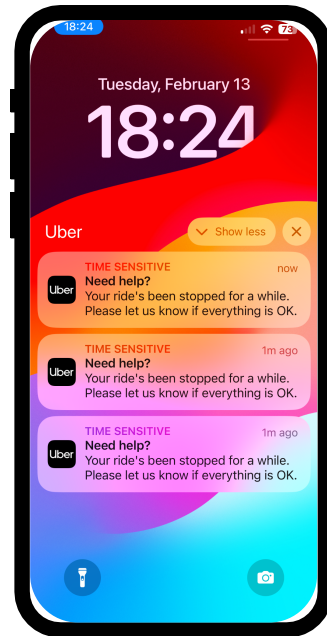 18:24
73
Tuesday, February 13
18:24
Uber
Show less
TIME SENSITIVE
now
Need help?
Uber
Your ride's been stopped for a while.
Please let us know if everything is OK.
TIME SENSITIVE
1m ago
Need help?
Uber
Your ride's been stopped for a while.
Please let us know if everything is OK.
TIME SENSITIVE
1m ago
Need help?
Uber
Your ride's been stopped for a while.
Please let us know if everything is OK.